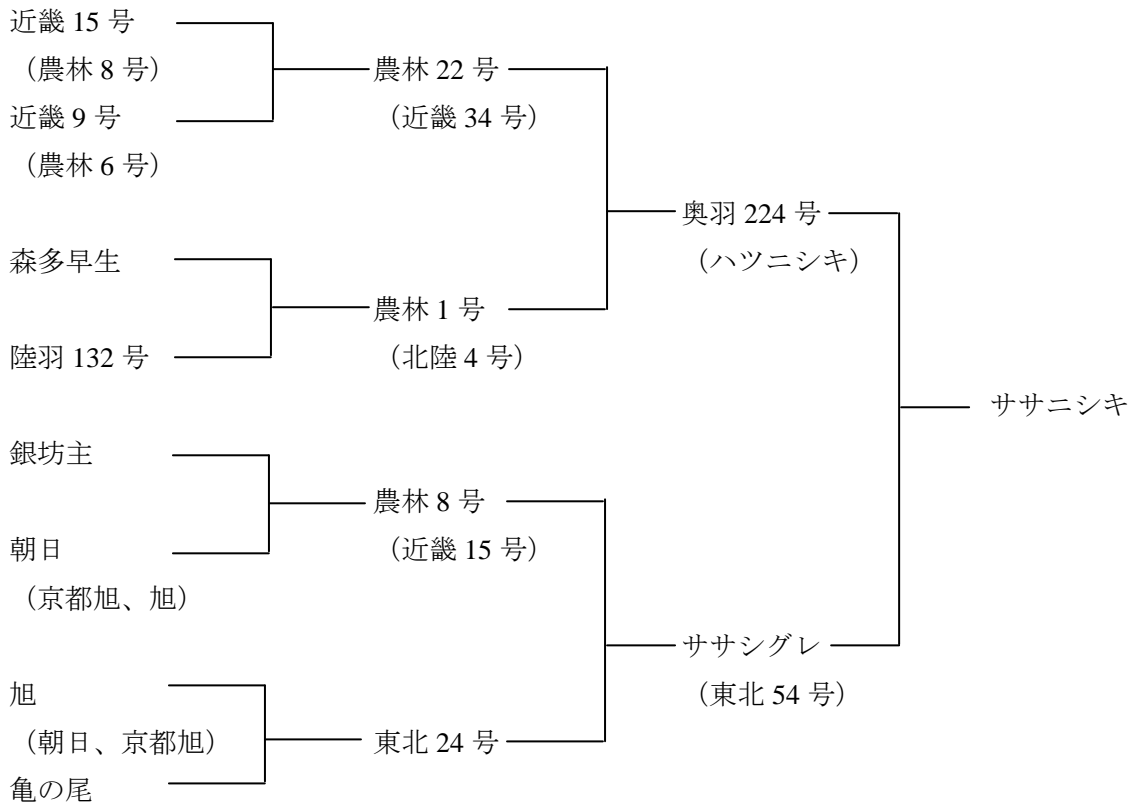 近畿 15 号
（農林 8 号）
近畿 9 号
（農林 6 号）
農林 22 号
（近畿 34 号）
森多早生
陸羽 132 号
農林 1 号
（北陸 4 号）
奥羽 224 号
（ハツニシキ）
銀坊主
朝日
（京都旭、旭）
農林 8 号
（近畿 15 号）
旭
（朝日、京都旭）
亀の尾
東北 24 号
ササシグレ
（東北 54 号）
ササニシキ